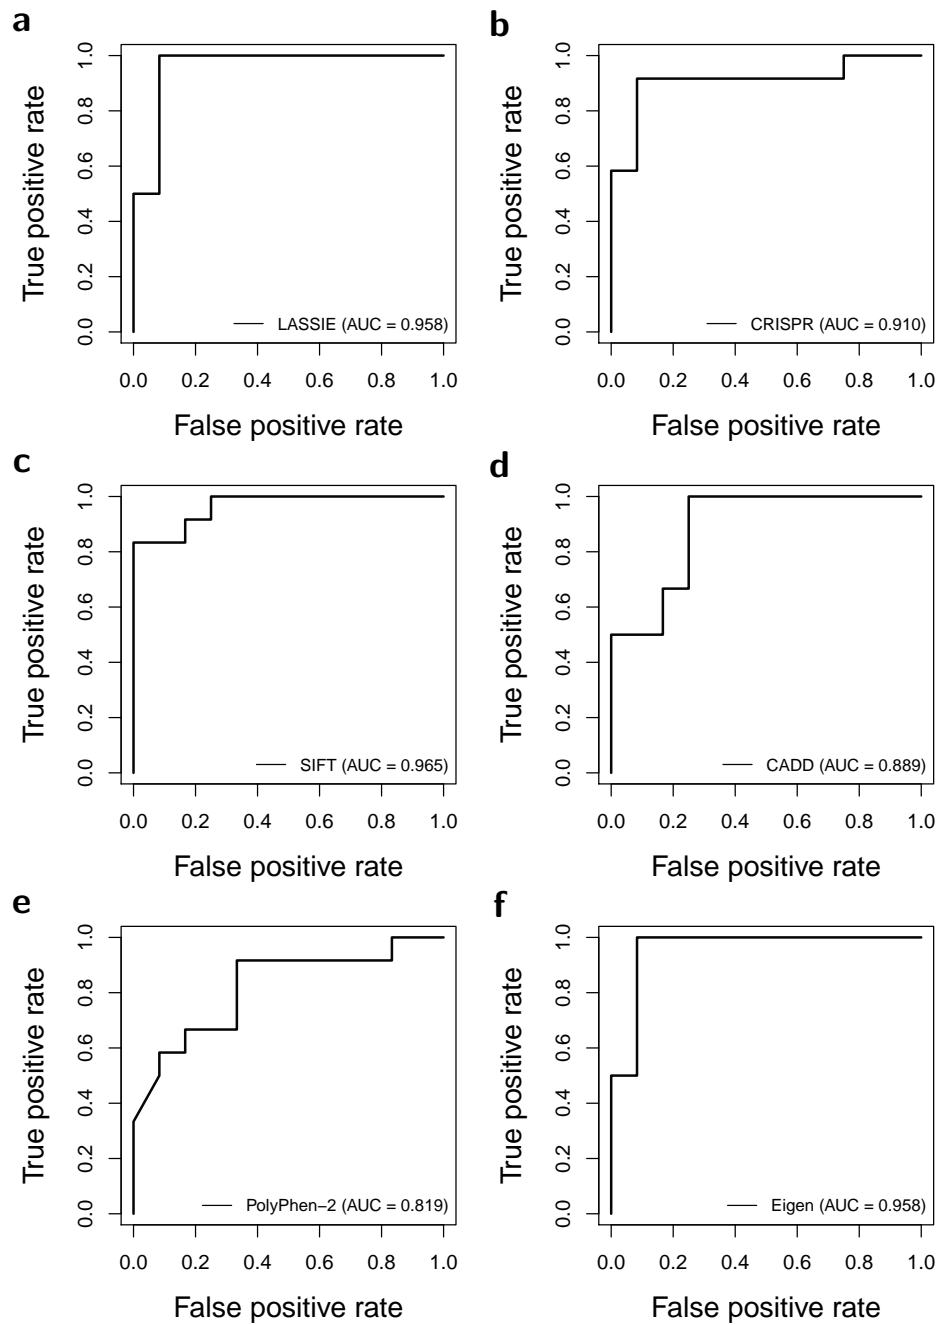 a
1.0
0.8
0.6
0.4
0.2
0.0
True positive rate
LASSIE (AUC = 0.958)
0.0 0.2 0.4 0.6 0.8 1.0
False positive rate
b
1.0
0.8
0.6
0.4
0.2
0.0
True positive rate
CRISPR (AUC = 0.910)
0.0 0.2 0.4 0.6 0.8 1.0
False positive rate
c
1.0
0.8
0.6
0.4
0.2
0.0
True positive rate
SIFT (AUC = 0.965)
0.0 0.2 0.4 0.6 0.8 1.0
False positive rate
d
1.0
0.8
0.6
0.4
0.2
0.0
True positive rate
CADD (AUC = 0.889)
0.0 0.2 0.4 0.6 0.8 1.0
False positive rate
e
1.0
0.8
0.6
0.4
0.2
0.0
True positive rate
PolyPhen−2 (AUC = 0.819)
0.0 0.2 0.4 0.6 0.8 1.0
False positive rate
f
1.0
0.8
0.6
0.4
0.2
0.0
True positive rate
Eigen (AUC = 0.958)
0.0 0.2 0.4 0.6 0.8 1.0
False positive rate